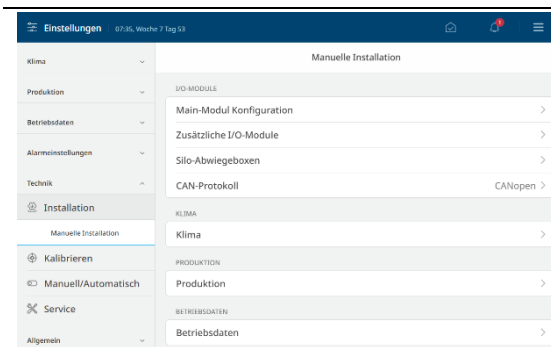 Einstellungen 07:35, Woche 7 Tag 53
1
Klima
Produktion
Betriebsdaten
Alarmeinstellungen
Technik
Installation
Manuelle Installation
Kalibrieren
Manuell/Automatisch
Service
Allgemein
Manuelle Installation
I/O-MODULE
Main-Modul Konfiguration
Zusätzliche I/O-Module
Silo-Abwiegeboxen
CAN-Protokoll CANopen
KLIMA
Klima
PRODUKTION
Produktion
BETRIEBSDATEN
Betriebsdaten